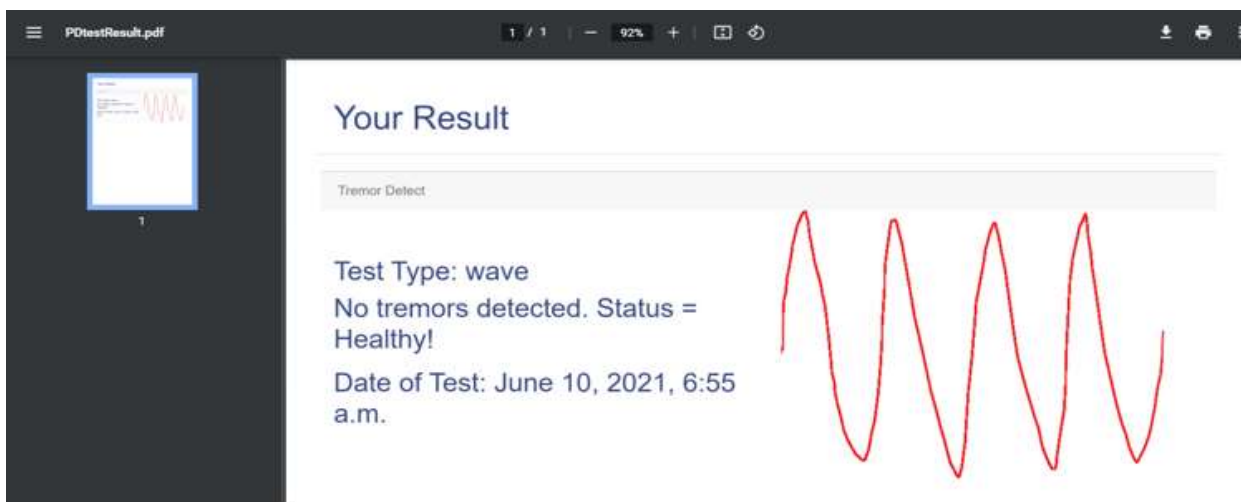 PDtestResult.pdf
1 / 1 | − 92% +
1
Your Result
Tremor Detect
Test Type: wave
No tremors detected. Status =
Healthy!
Date of Test: June 10, 2021, 6:55
a.m.